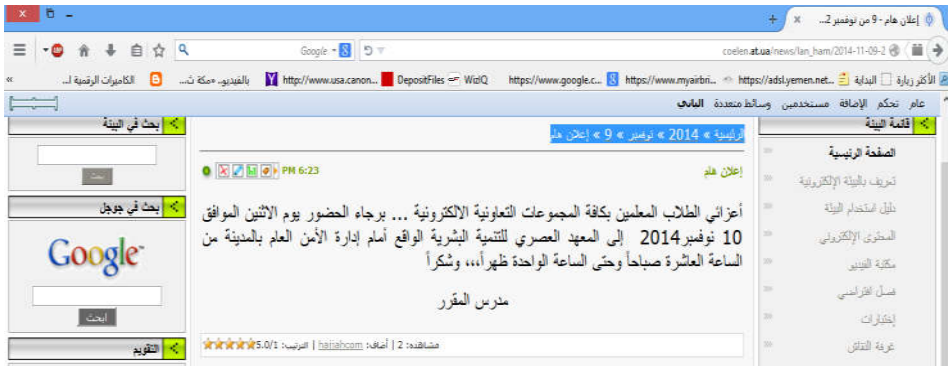 إعلان هام - 9 من نوفمبر 2...
coelen.at.ua/news/lan_ham/2014-11-09-2
Google
الأكثر زيارة
البداية
https://adsl.yemen.net...
https://www.myairbri...
https://www.google.c...
WizIQ
DepositFiles
http://www.usa.canon...
بالفيديو.. «مكة ت...
الكاميرات الرقمية ل...
عام تحكم الإضافة مستخدمين وسائط متعددة الباني
قائمة البيئة
الصفحة الرئيسية
تعريف بالبيئة الإلكترونية
دليل استخدام البيئة
المحتوى الإلكتروني
مكتبة الفيديو
فصل افتراضي
إختبارات
غرفة النقاش
الرئيسية » 2014 » نوفمبر » 9 » إعلان هام
إعلان هام
PM 6:23
أعزائي الطلاب المعلمين بكافة المجموعات التعاونية الالكترونية ... برجاء الحضور يوم الاثنين الموافق
10 نوفمبر2014 إلى المعهد العصري للتنمية البشرية الواقع أمام إدارة الأمن العام بالمدينة من
الساعة العاشرة صباحاً وحتى الساعة الواحدة ظهراً،،، وشكراً
مدرس المقرر
مشاهده: 2 | أضاف: hajjahcom | الترتيب: 5.0/1
بحث في البيئة
بحث
بحث في جوجل
Google
ابحث
التقويم